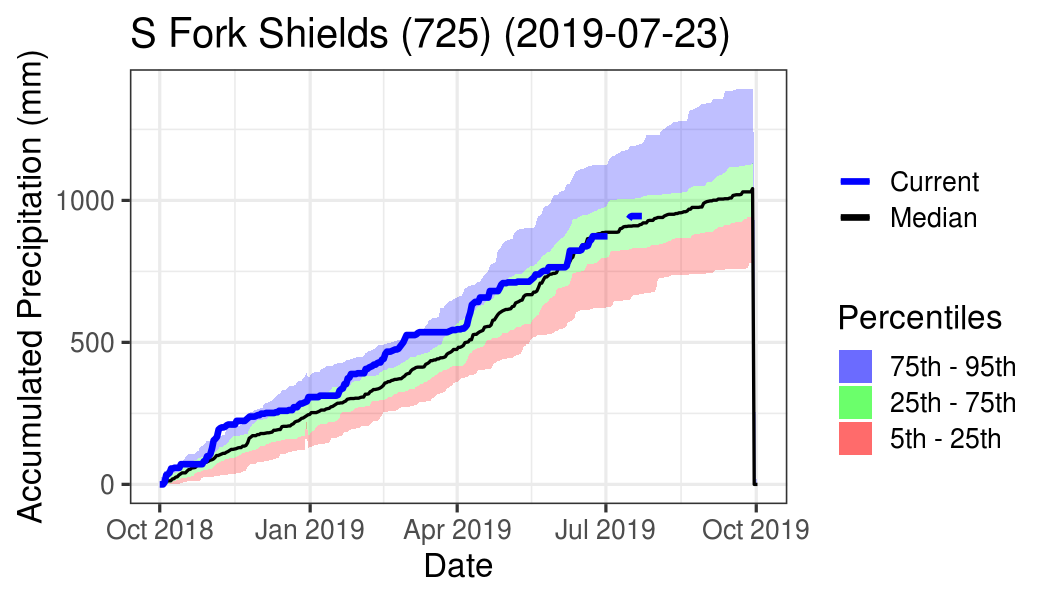 S Fork Shields (725) (2019-07-23)
Accumulated Precipitation (mm)
1000
500
0
Oct 2018
Jan 2019
Apr 2019
Jul 2019
Oct 2019
Date
Current
Median
Percentiles
75th - 95th
25th - 75th
5th - 25th